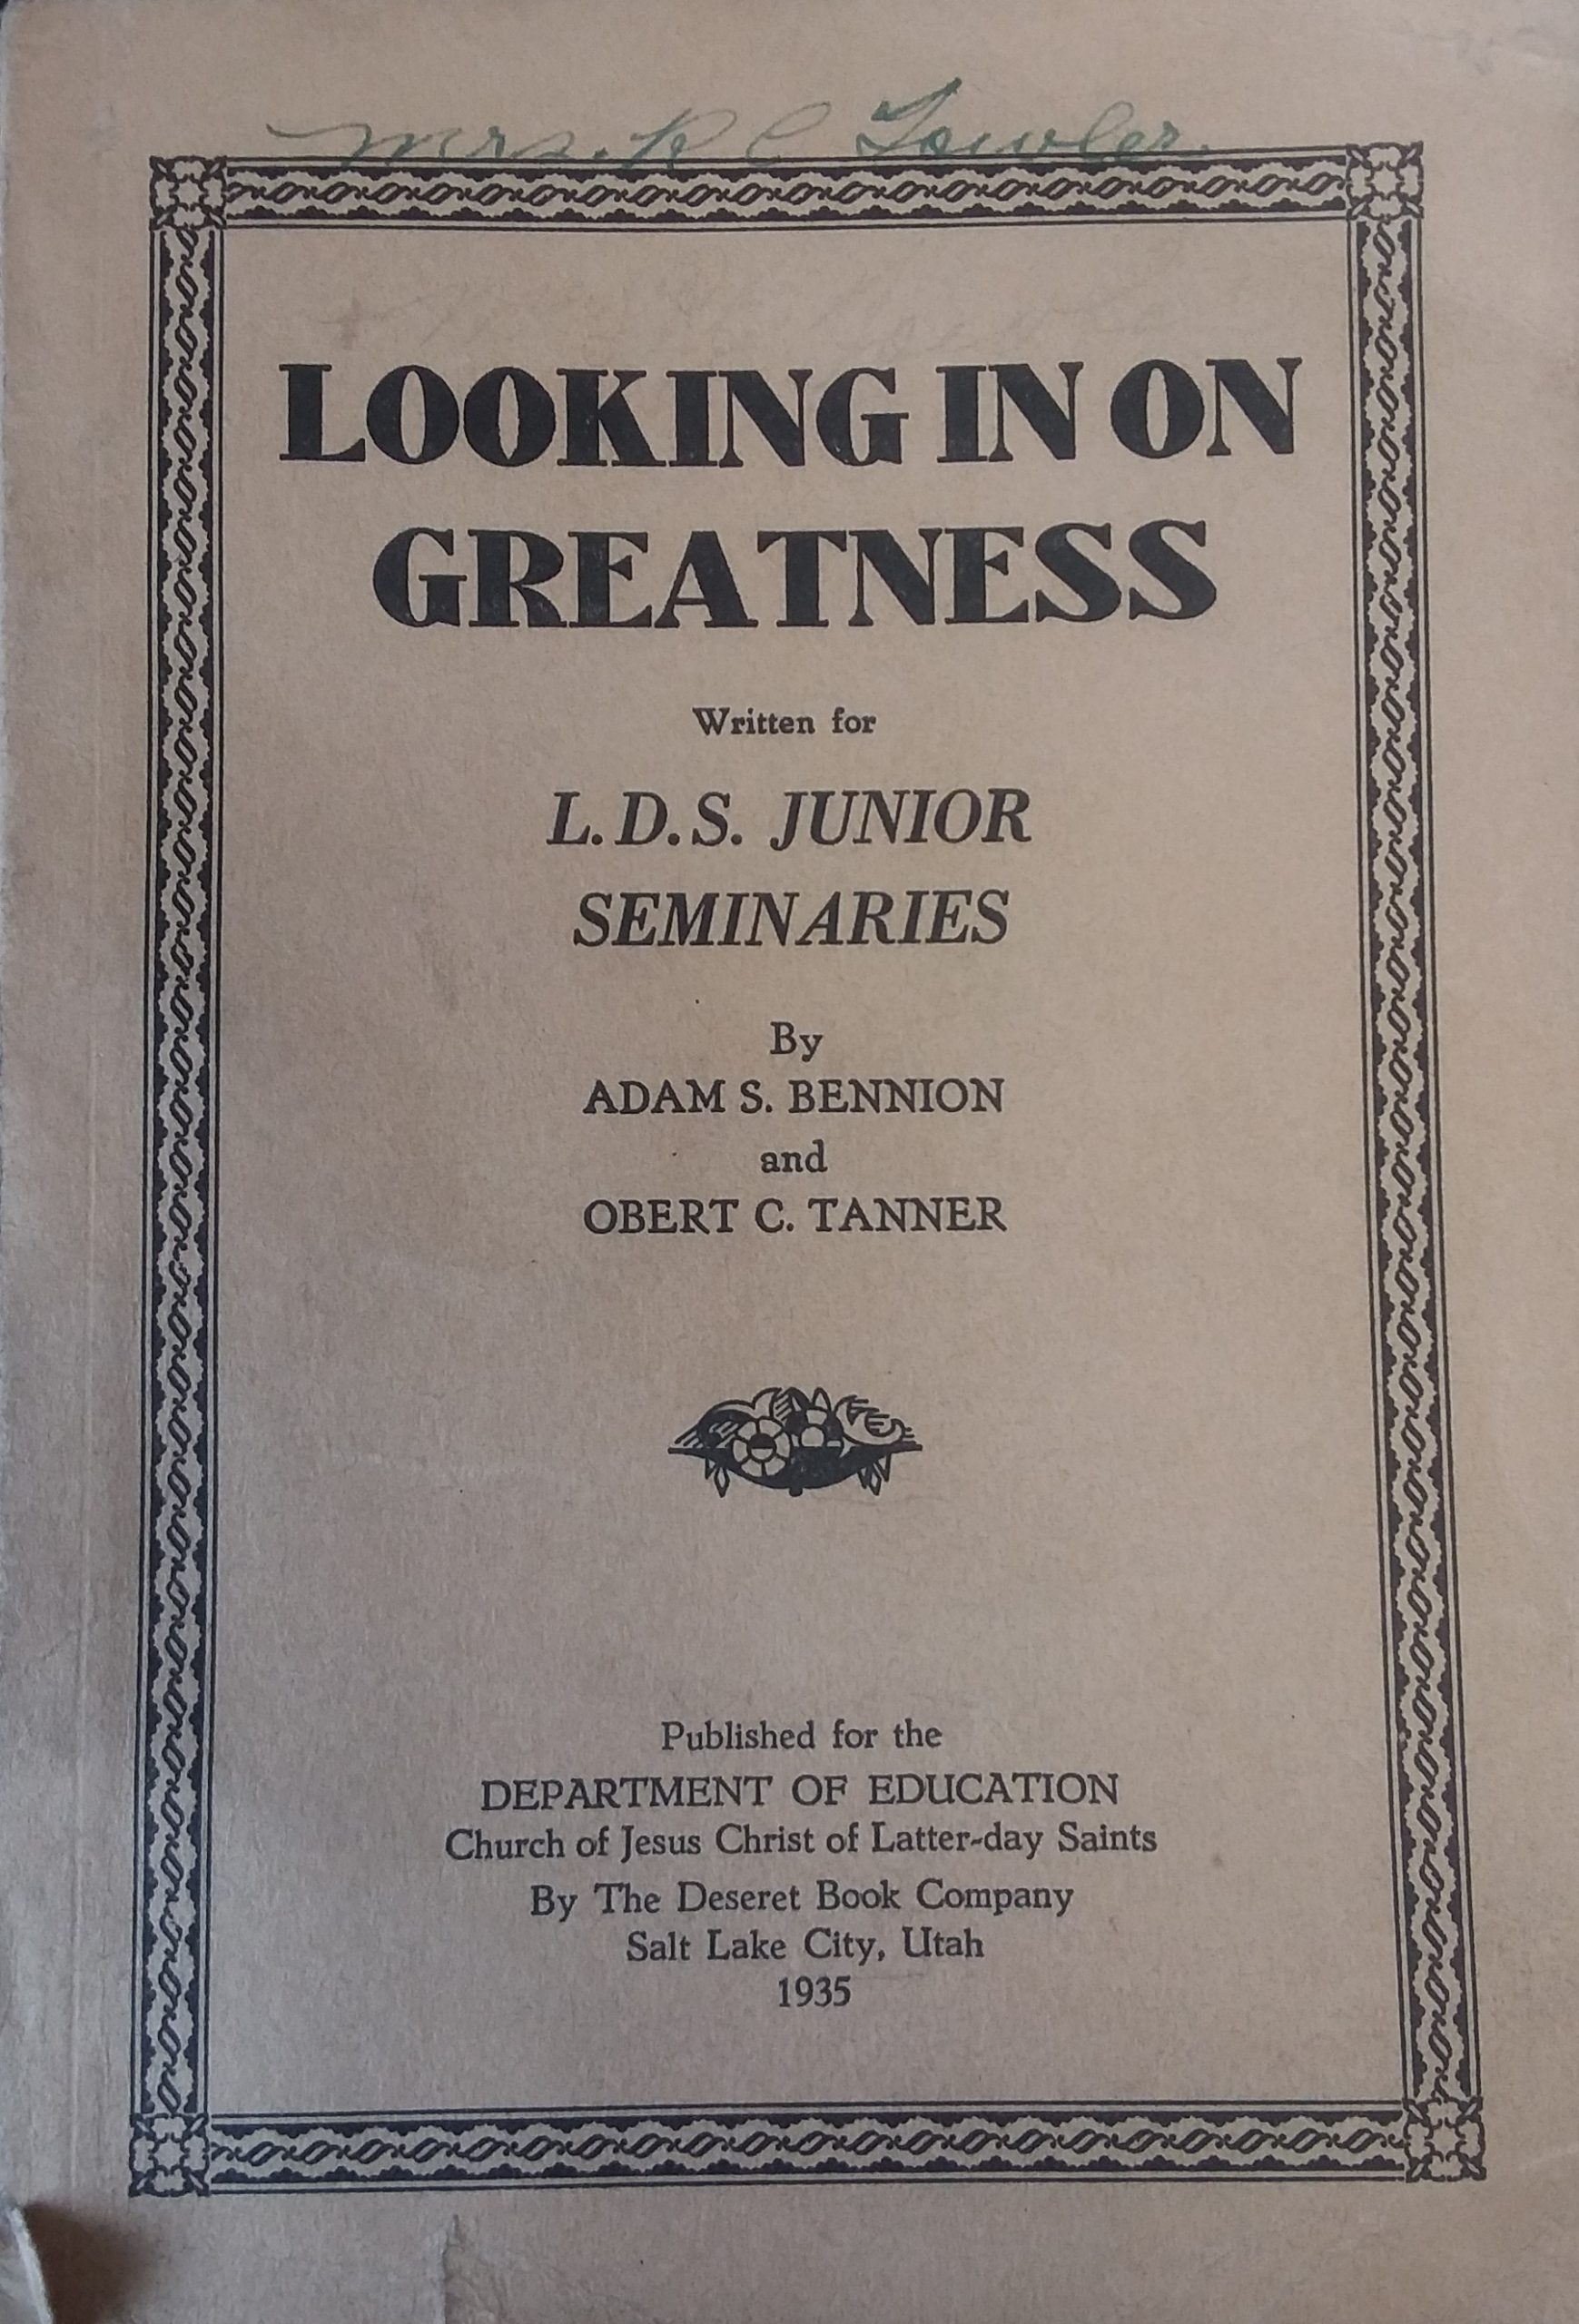 Mrs. R C Fowler.
LOOKING IN ON
GREATNESS
Written for
L.D.S. JUNIOR
SEMINARIES
By
ADAM S. BENNION
and
OBERT C. TANNER
Published for the
DEPARTMENT OF EDUCATION
Church of Jesus Christ of Latter-day Saints
By The Deseret Book Company
Salt Lake City, Utah
1935